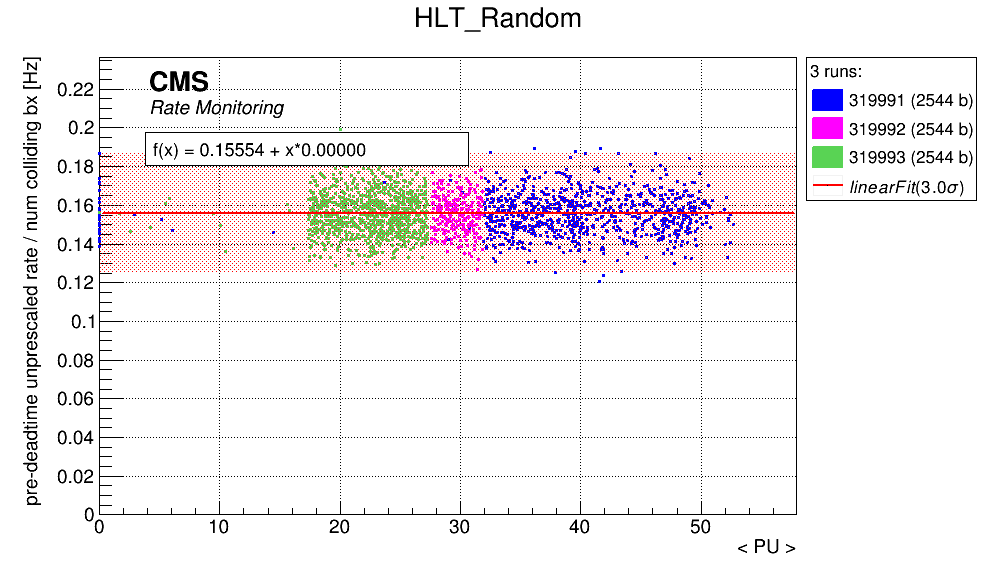 HLT_Random
pre-deadtime unprescaled rate / num colliding bx [Hz]
CMS
Rate Monitoring
f(x) = 0.15554 + x*0.00000
0.22
0.2
0.18
0.16
0.14
0.12
0.1
0.08
0.06
0.04
0.02
0
0 10 20 30 40 50
< PU >
3 runs:
319991 (2544 b)
319992 (2544 b)
319993 (2544 b)
linearFit(3.0σ)